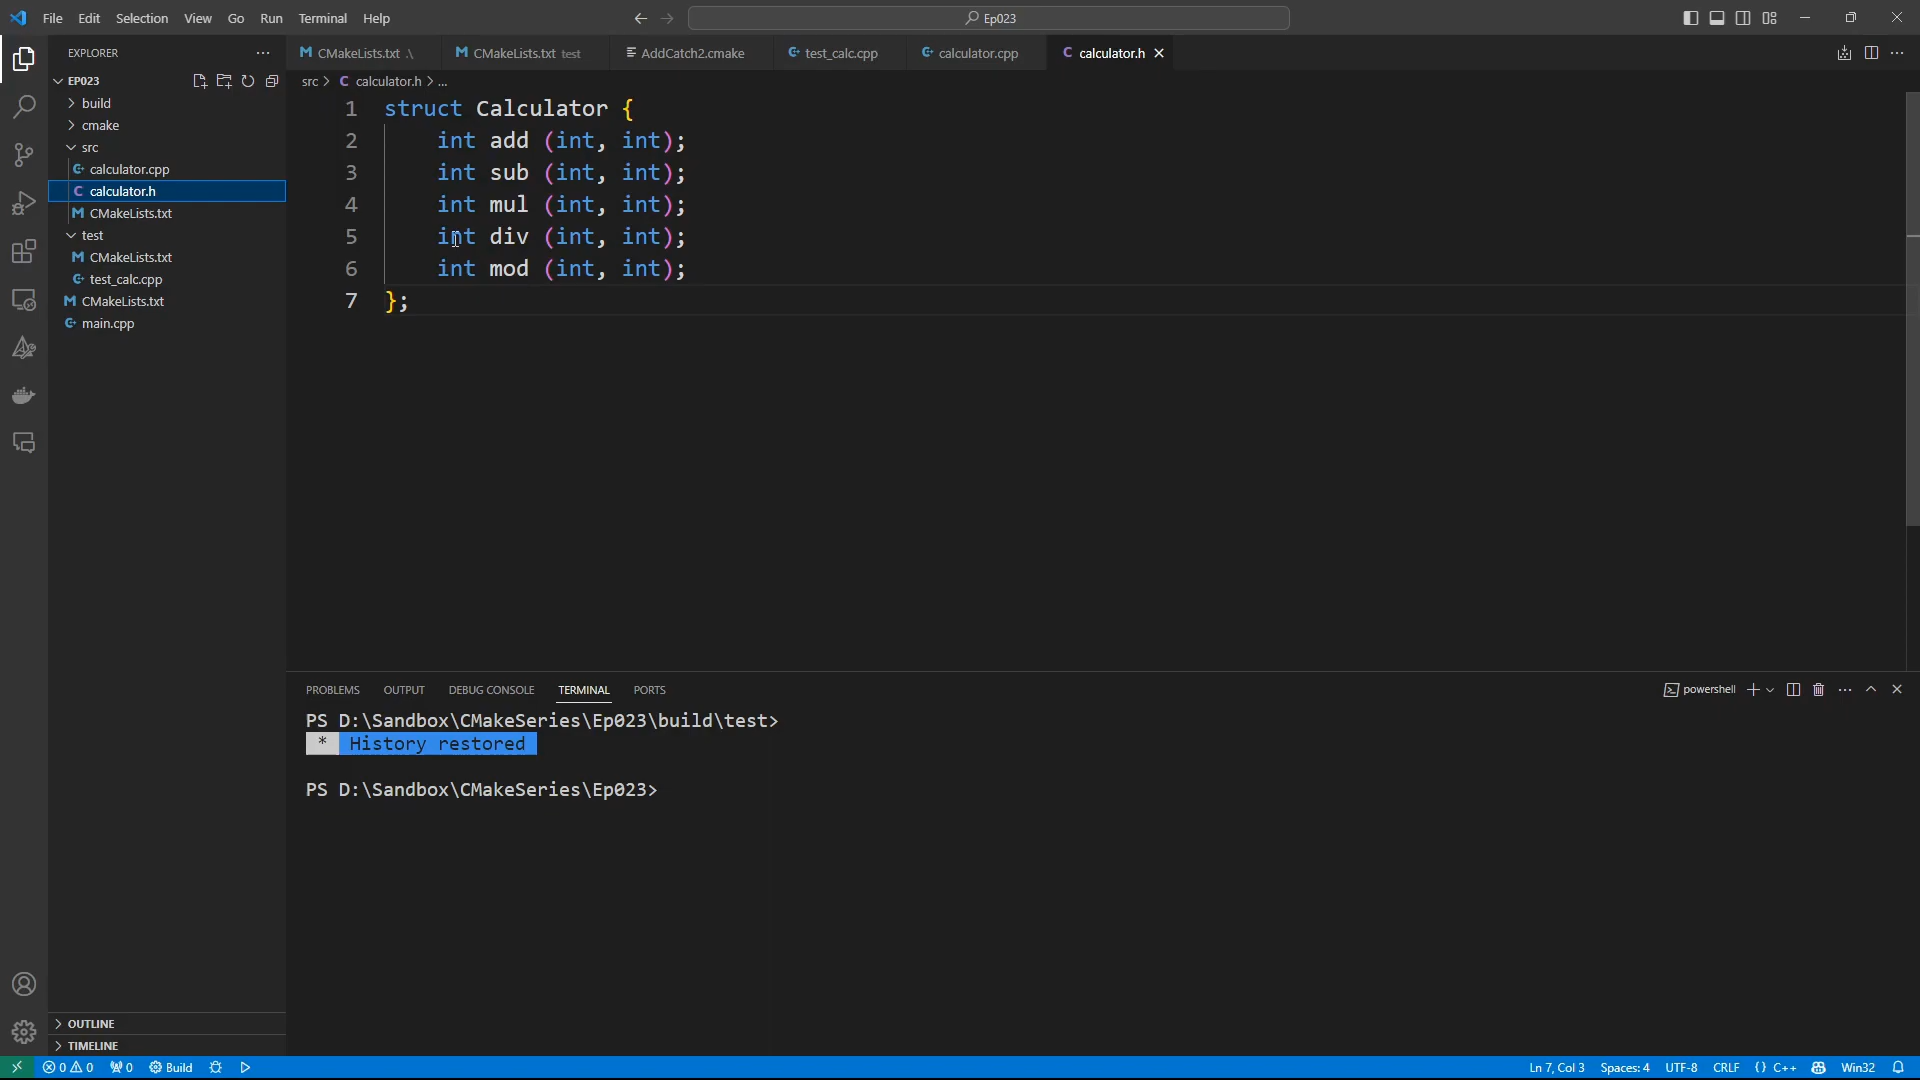 File Edit Selection View Go Run Terminal Help
Ep023
EXPLORER
CMakeLists.txt .\
CMakeLists.txt test
AddCatch2.cmake
test_calc.cpp
calculator.cpp
calculator.h
EP023
src > C calculator.h > ...
build
cmake
src
calculator.cpp
C calculator.h
CMakeLists.txt
test
CMakeLists.txt
test_calc.cpp
CMakeLists.txt
main.cpp
1 struct Calculator {
2 int add (int, int);
3 int sub (int, int);
4 int mul (int, int);
5 int div (int, int);
6 int mod (int, int);
7 };
PROBLEMS OUTPUT DEBUG CONSOLE TERMINAL PORTS
powershell
PS D:\Sandbox\CMakeSeries\Ep023\build\test>
* History restored
PS D:\Sandbox\CMakeSeries\Ep023>
OUTLINE
TIMELINE
0 0 0 Build
Ln 7, Col 3 Spaces: 4 UTF-8 CRLF {} C++ Win32